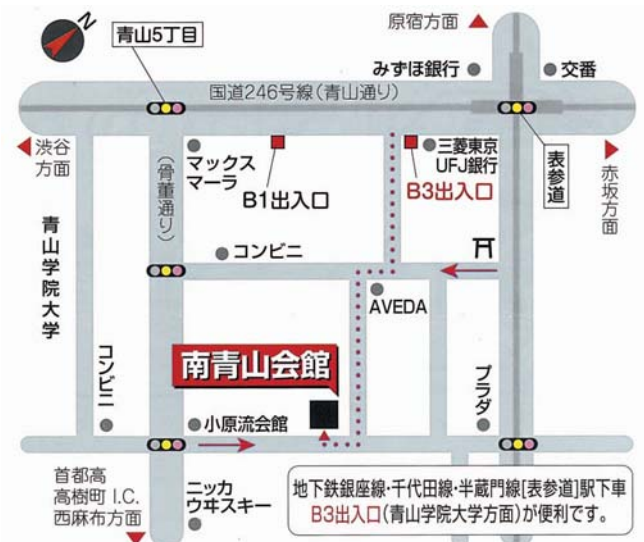 原宿方面
青山5丁目
みずほ銀行
交番
国道246号線(青山通り)
渋谷
方面
(骨董通り)
マックス
マーラ
B1出入口
三菱東京
UFJ銀行
B3出入口
表参道
赤坂方面
青山学院大学
コンビニ
AVEDA
南青山会館
コンビニ
小原流会館
プラダ
首都高
高樹町 I.C.
西麻布方面
ニッカ
ウヰスキー
地下鉄銀座線・千代田線・半蔵門線[表参道]駅下車
B3出入口(青山学院大学方面)が便利です。